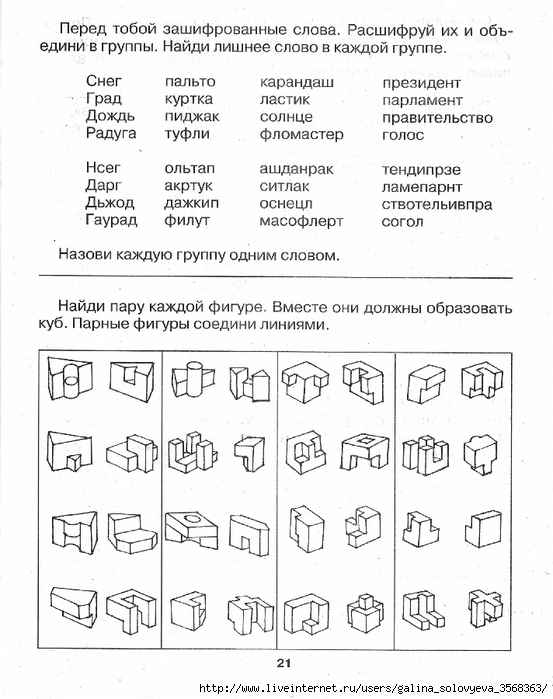 Перед тобой зашифрованные слова. Расшифруй их и объ-
едини в группы. Найди лишнее слово в каждой группе.
Снег пальто карандаш президент
Град куртка ластик парламент
Дождь пиджак солнце правительство
Радуга туфли фломастер голос
Нсег ольтап ашданрак тендипрзе
Дарг акртук ситлак ламепарнт
Дьжод дажкип оснецл ствотельивпра
Гаурад филут масофлерт согол
Назови каждую группу одним словом.
Найди пару каждой фигуре. Вместе они должны образовать
куб. Парные фигуры соедини линиями.
21
http://www.liveinternet.ru/users/galina_solovyeva_3568363/